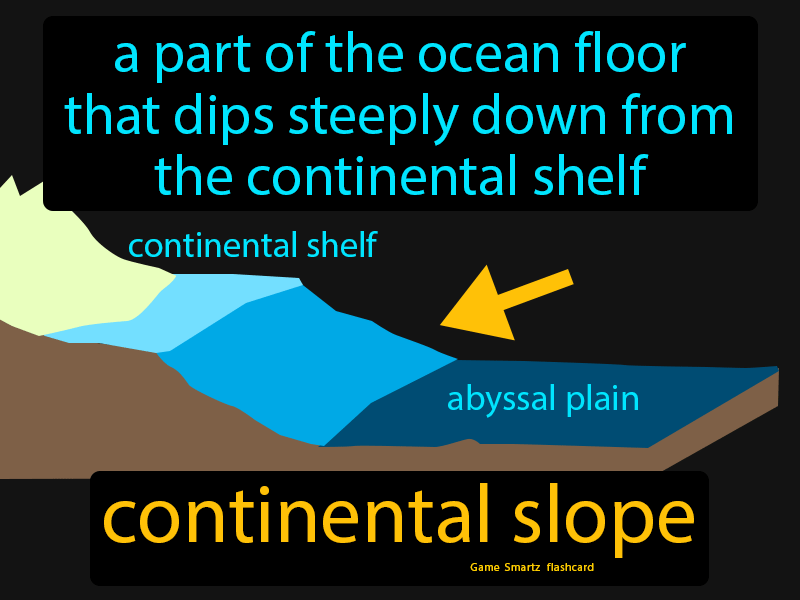 a part of the ocean floor
that dips steeply down from
the continental shelf
continental shelf
abyssal plain
continental slope
Game Smartz flashcard